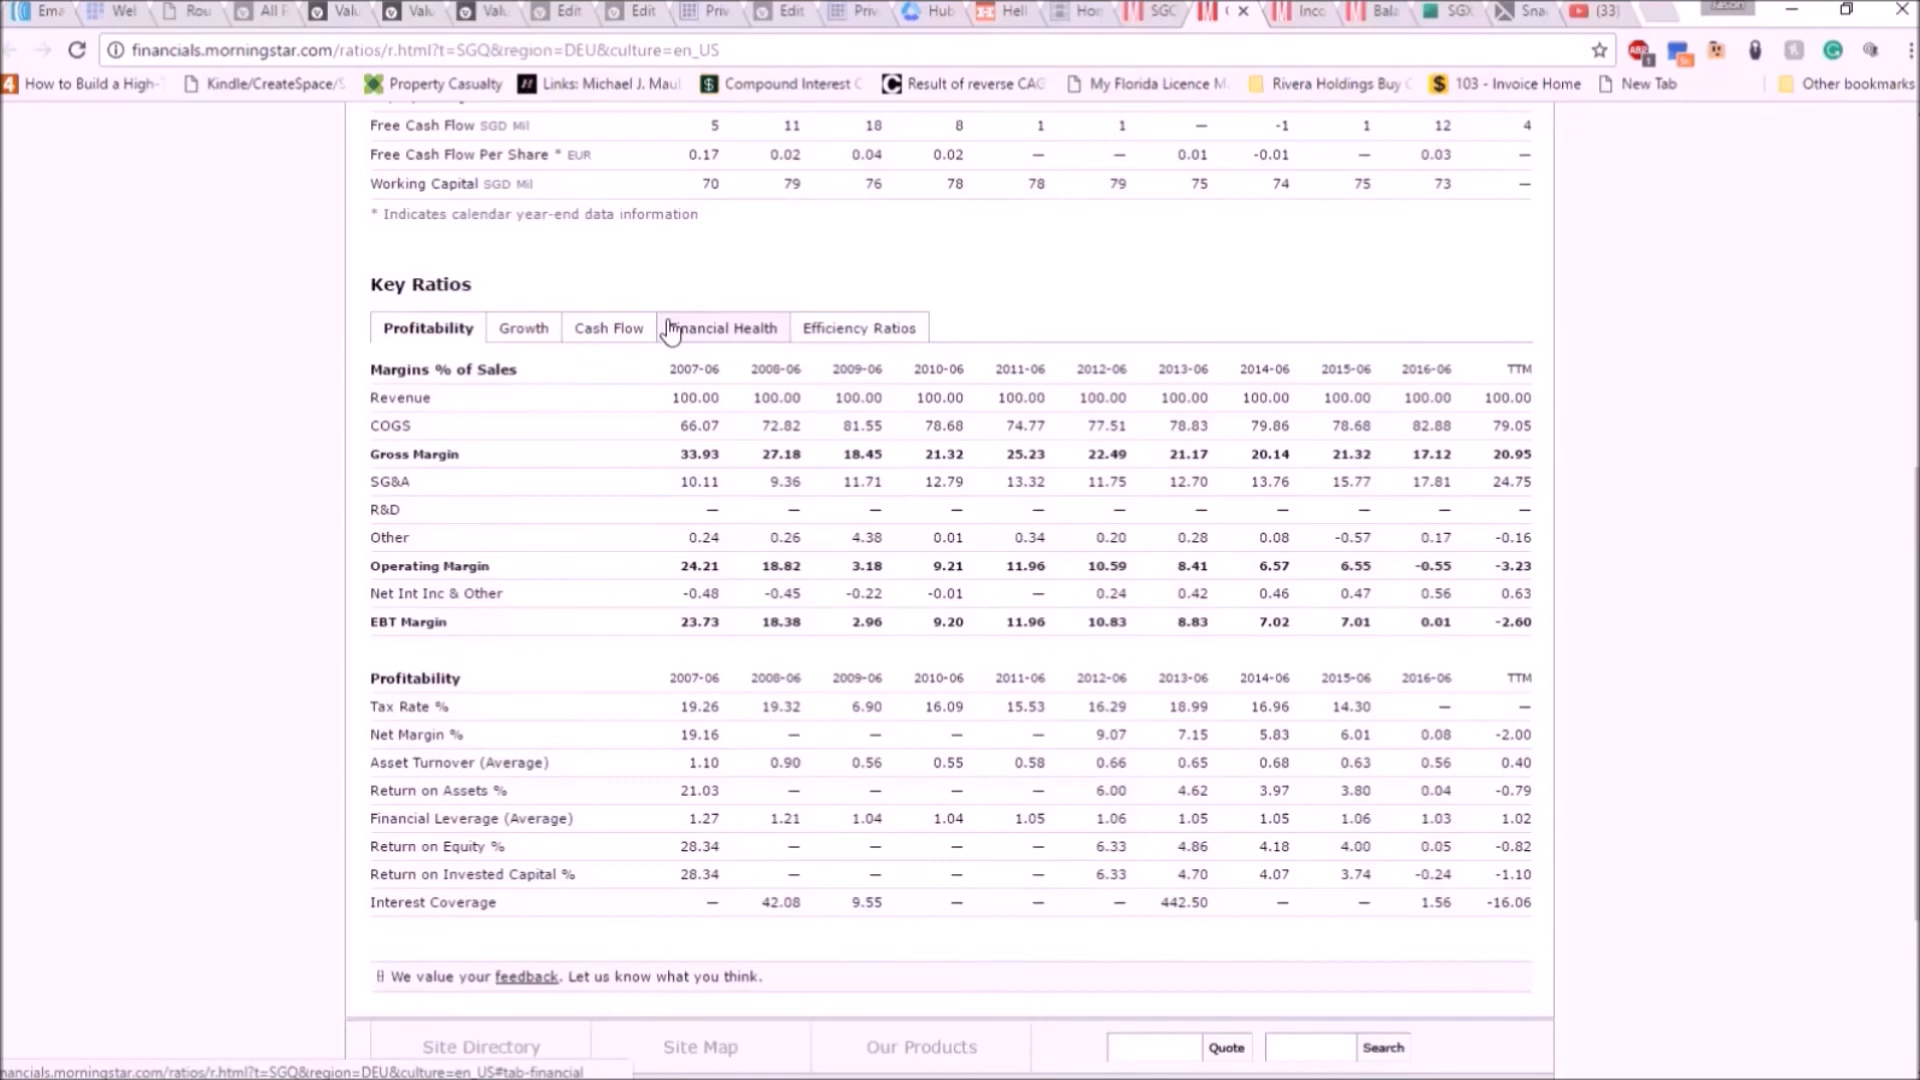 Ema Wel Rou All F Valu Valu Valu Edit Edit Priv Edit Priv Hub Hell Hor SGC ( Inco Bala SGX Sna (33)
financials.morningstar.com/ratios/r.html?t=SGQ&region=DEU&culture=en_US
How to Build a High- Kindle/CreateSpace/S Property Casualty Links: Michael J. Maul Compound Interest C Result of reverse CAG My Florida Licence M Rivera Holdings Buy 103 - Invoice Home New Tab Other bookmarks
Free Cash Flow SGD Mil 5 11 18 8 1 1 — -1 1 12 4
Free Cash Flow Per Share * EUR 0.17 0.02 0.04 0.02 — — 0.01 -0.01 — 0.03 —
Working Capital SGD Mil 70 79 76 78 78 79 75 74 75 73 —
* Indicates calendar year-end data information
Key Ratios
Profitability Growth Cash Flow Financial Health Efficiency Ratios
Margins % of Sales 2007-06 2008-06 2009-06 2010-06 2011-06 2012-06 2013-06 2014-06 2015-06 2016-06 TTM
Revenue 100.00 100.00 100.00 100.00 100.00 100.00 100.00 100.00 100.00 100.00 100.00
COGS 66.07 72.82 81.55 78.68 74.77 77.51 78.83 79.86 78.68 82.88 79.05
Gross Margin 33.93 27.18 18.45 21.32 25.23 22.49 21.17 20.14 21.32 17.12 20.95
SG&A 10.11 9.36 11.71 12.79 13.32 11.75 12.70 13.76 15.77 17.81 24.75
R&D — — — — — — — — — — —
Other 0.24 0.26 4.38 0.01 0.34 0.20 0.28 0.08 -0.57 0.17 -0.16
Operating Margin 24.21 18.82 3.18 9.21 11.96 10.59 8.41 6.57 6.55 -0.55 -3.23
Net Int Inc & Other -0.48 -0.45 -0.22 -0.01 — 0.24 0.42 0.46 0.47 0.56 0.63
EBT Margin 23.73 18.38 2.96 9.20 11.96 10.83 8.83 7.02 7.01 0.01 -2.60
Profitability 2007-06 2008-06 2009-06 2010-06 2011-06 2012-06 2013-06 2014-06 2015-06 2016-06 TTM
Tax Rate % 19.26 19.32 6.90 16.09 15.53 16.29 18.99 16.96 14.30 — —
Net Margin % 19.16 — — — — 9.07 7.15 5.83 6.01 0.08 -2.00
Asset Turnover (Average) 1.10 0.90 0.56 0.55 0.58 0.66 0.65 0.68 0.63 0.56 0.40
Return on Assets % 21.03 — — — — 6.00 4.62 3.97 3.80 0.04 -0.79
Financial Leverage (Average) 1.27 1.21 1.04 1.04 1.05 1.06 1.05 1.05 1.06 1.03 1.02
Return on Equity % 28.34 — — — — 6.33 4.86 4.18 4.00 0.05 -0.82
Return on Invested Capital % 28.34 — — — — 6.33 4.70 4.07 3.74 -0.24 -1.10
Interest Coverage — 42.08 9.55 — — — 442.50 — — 1.56 -16.06
We value your feedback. Let us know what you think.
Site Directory Site Map Our Products Quote Search
nancials.morningstar.com/ratios/r.html?t=SGQ&region=DEU&culture=en_US#tab-financial